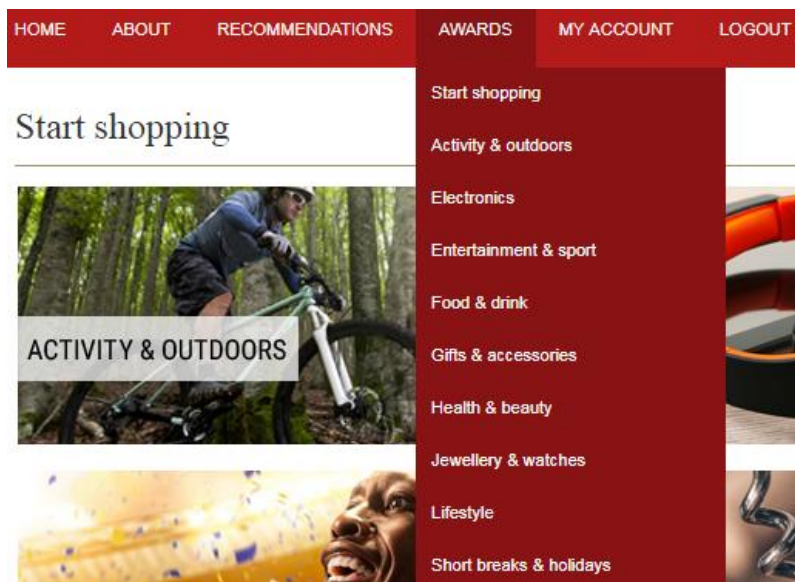 HOME ABOUT RECOMMENDATIONS AWARDS MY ACCOUNT LOGOUT
Start shopping
Start shopping
Activity & outdoors
Electronics
Entertainment & sport
Food & drink
Gifts & accessories
Health & beauty
Jewellery & watches
Lifestyle
Short breaks & holidays
ACTIVITY & OUTDOORS